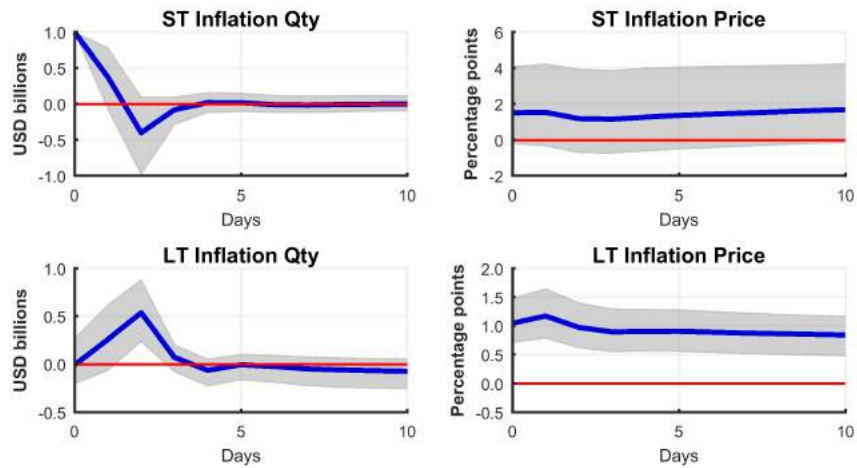 ST Inflation Qty
USD billions
1.0
0.5
0.0
-0.5
-1.0
0
5
10
Days
ST Inflation Price
Percentage points
6
4
2
0
-2
0
5
10
Days
LT Inflation Qty
USD billions
1.0
0.5
0.0
-0.5
0
5
10
Days
LT Inflation Price
Percentage points
2.0
1.5
1.0
0.5
0.0
-0.5
0
5
10
Days